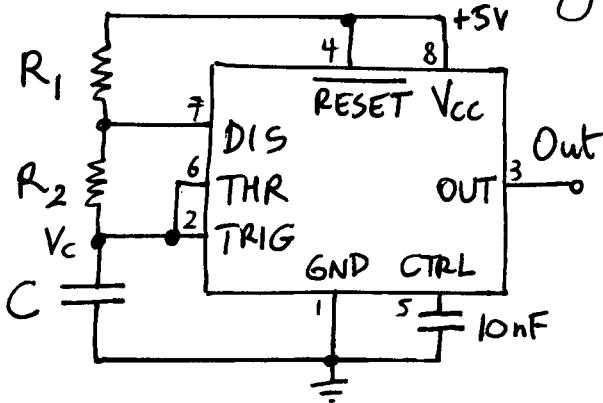 +5V
4 8
R1
RESET VCC
7
DIS
Out
6
3
R2
THR
OUT
2
VC
TRIG
GND CTRL
C
1 5
10nF